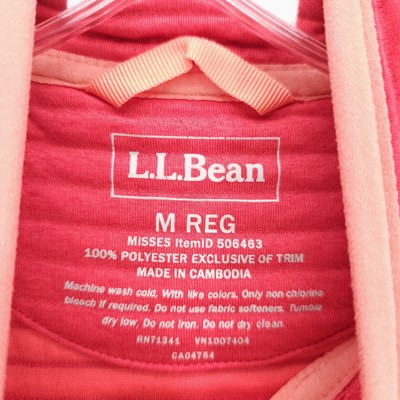 L.L.Bean
M REG
MISSES ItemID 506463
100% POLYESTER EXCLUSIVE OF TRIM
MADE IN CAMBODIA
Machine wash cold. With like colors. Only non chlorine
bleach if required. Do not use fabric softeners. Tumble
dry low. Do not iron. Do not dry clean.
RN71341 VN1007404
CA04764